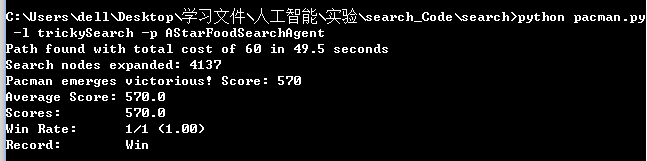 C:\Users\dell\Desktop\学习文件\人工智能\实验\search_Code\search>python pacman.py
-l trickySearch -p AStarFoodSearchAgent
Path found with total cost of 60 in 49.5 seconds
Search nodes expanded: 4137
Pacman emerges victorious! Score: 570
Average Score: 570.0
Scores:        570.0
Win Rate:      1/1 (1.00)
Record:        Win